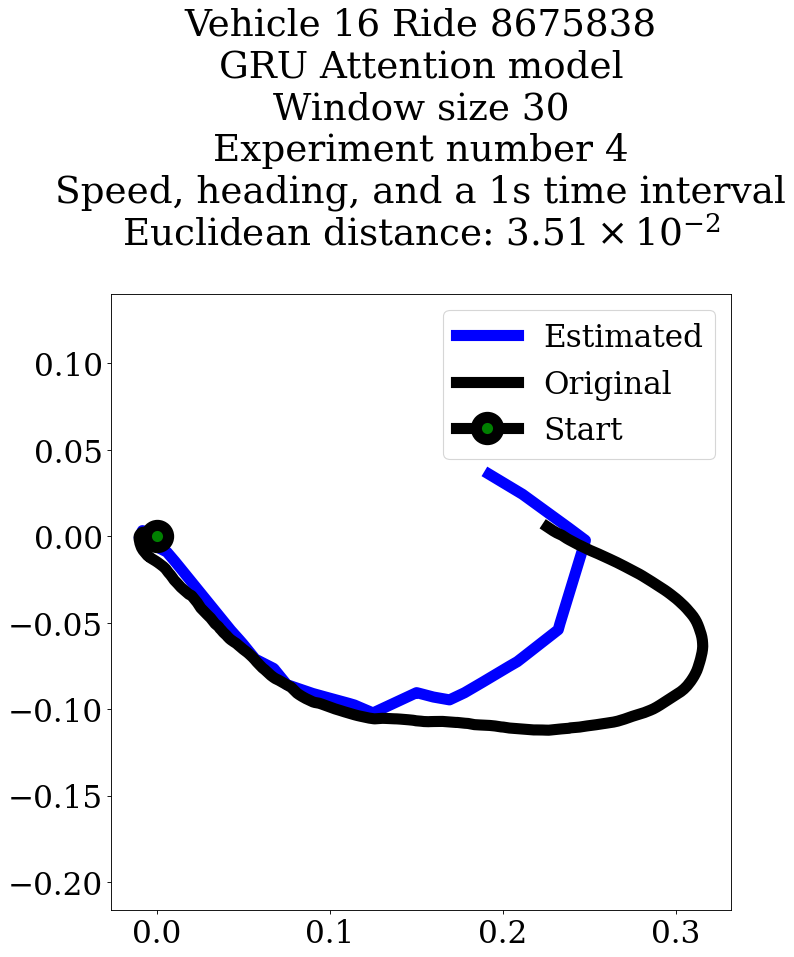 Vehicle 16 Ride 8675838
GRU Attention model
Window size 30
Experiment number 4
Speed, heading, and a 1s time interval
Euclidean distance: 3.51 × 10⁻²
Estimated
Original
Start
0.10
0.05
0.00
−0.05
−0.10
−0.15
−0.20
0.0 0.1 0.2 0.3